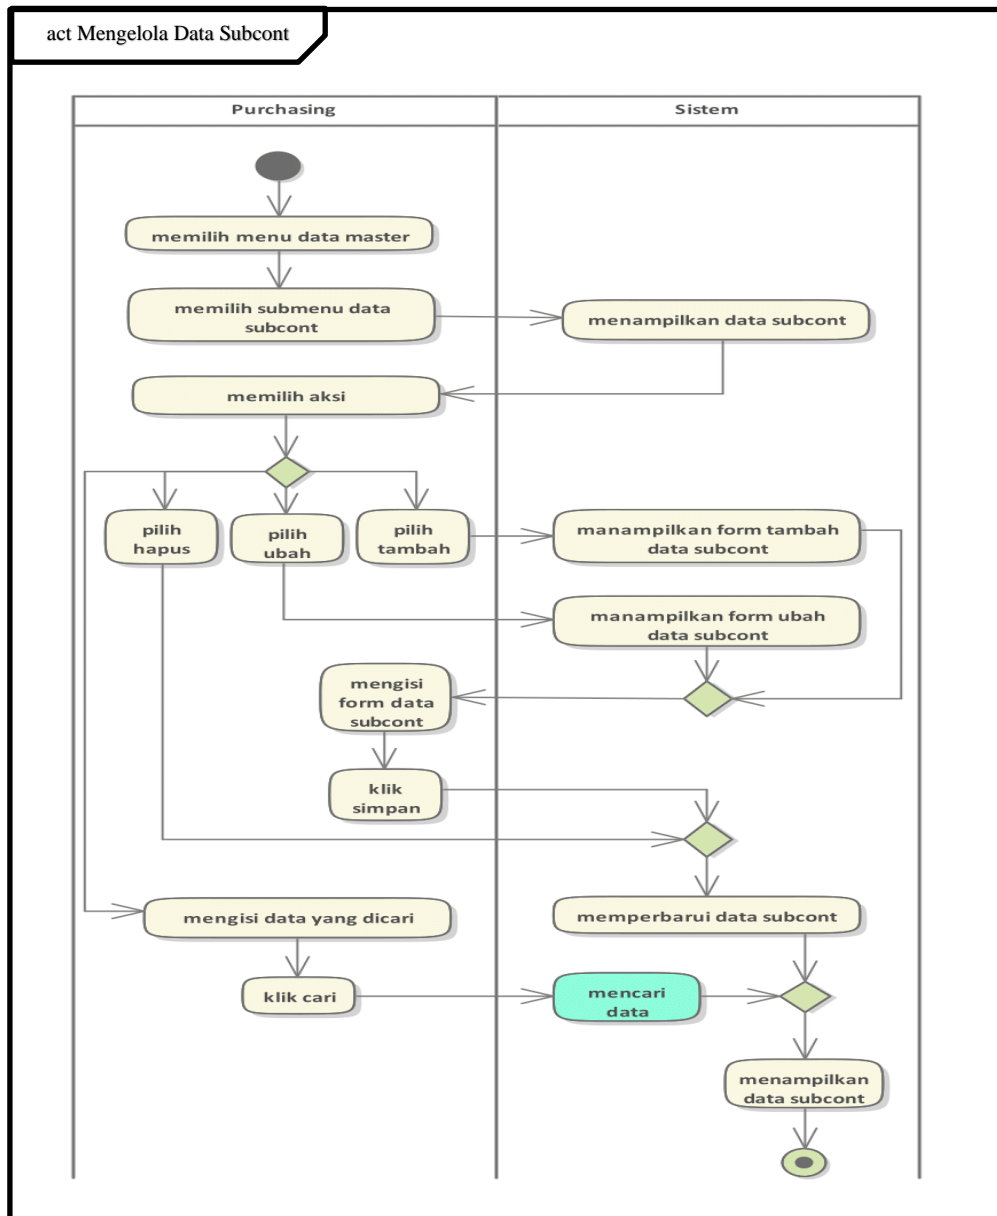 act Mengelola Data Subcont
Purchasing
Sistem
memilih menu data master
memilih submenu data
subcont
menampilkan data subcont
memilih aksi
pilih
hapus
pilih
ubah
pilih
tambah
manampilkan form tambah
data subcont
manampilkan form ubah
data subcont
mengisi
form data
subcont
klik
simpan
mengisi data yang dicari
memperbarui data subcont
klik cari
mencari
data
menampilkan
data subcont